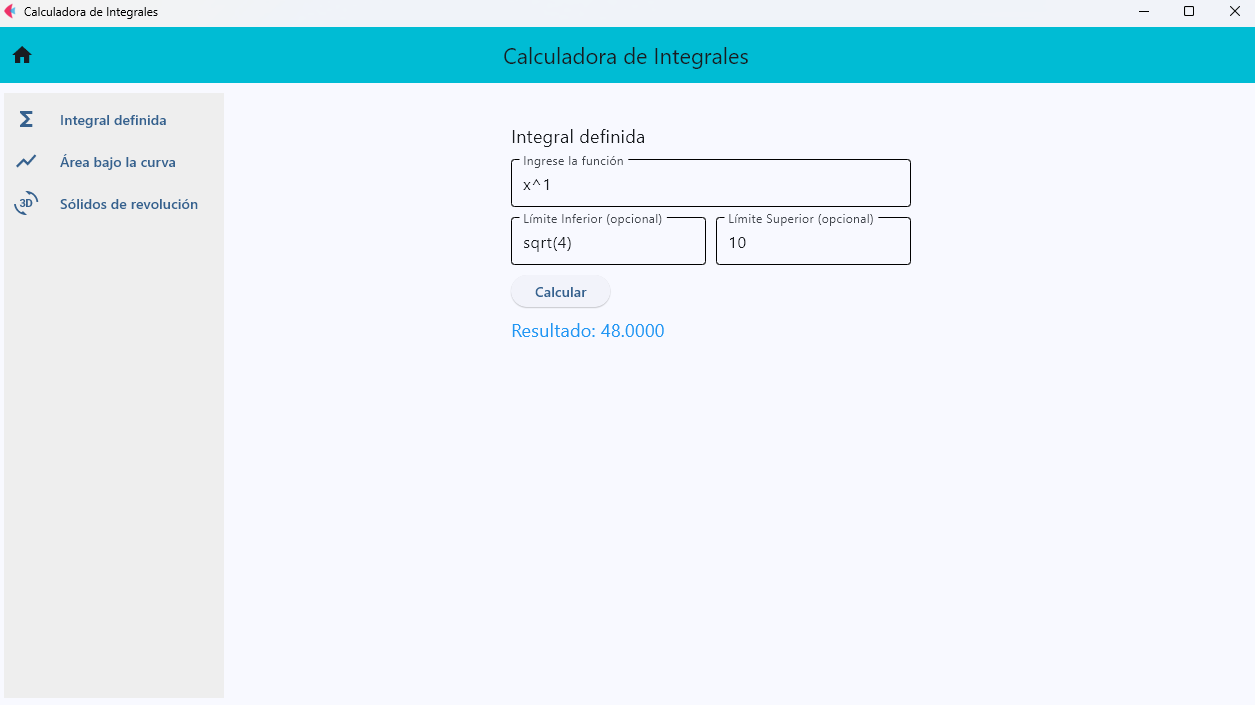 Calculadora de Integrales
Calculadora de Integrales
Integral definida
Área bajo la curva
3D
Sólidos de revolución
Integral definida
Ingrese la función
x^1
Límite Inferior (opcional)
Límite Superior (opcional)
sqrt(4)
10
Calcular
Resultado: 48.0000